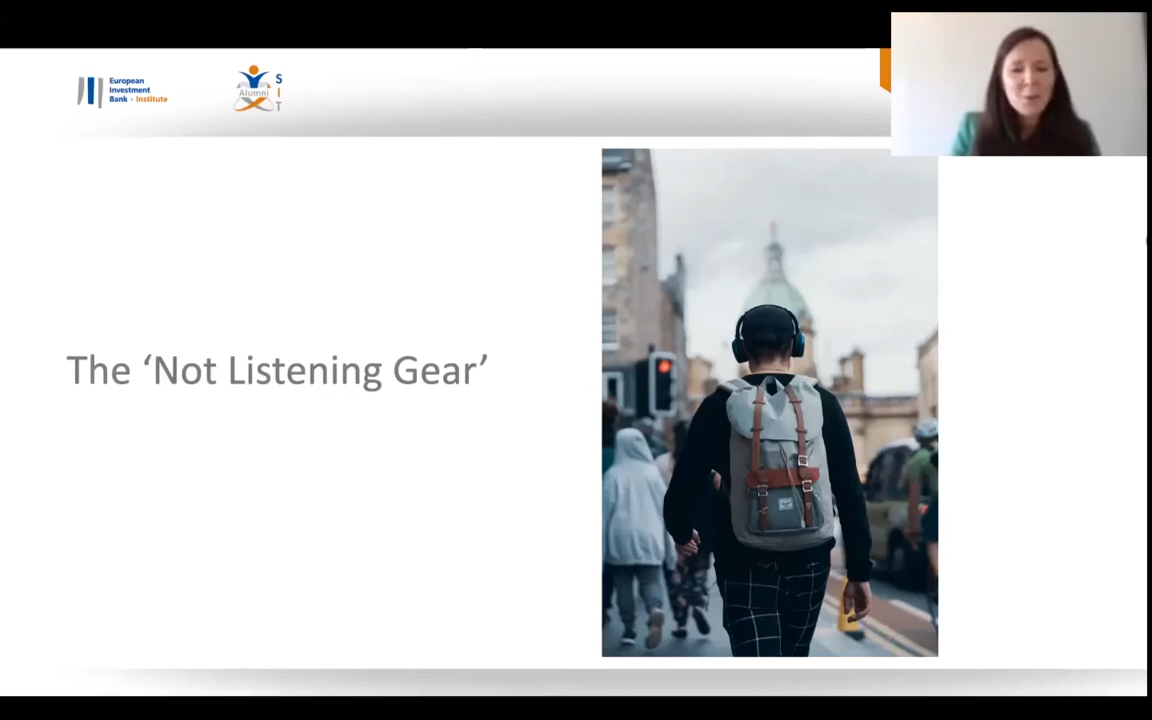 European
Investment
Bank · Institute
Alumni
S
I
T
The ‘Not Listening Gear’